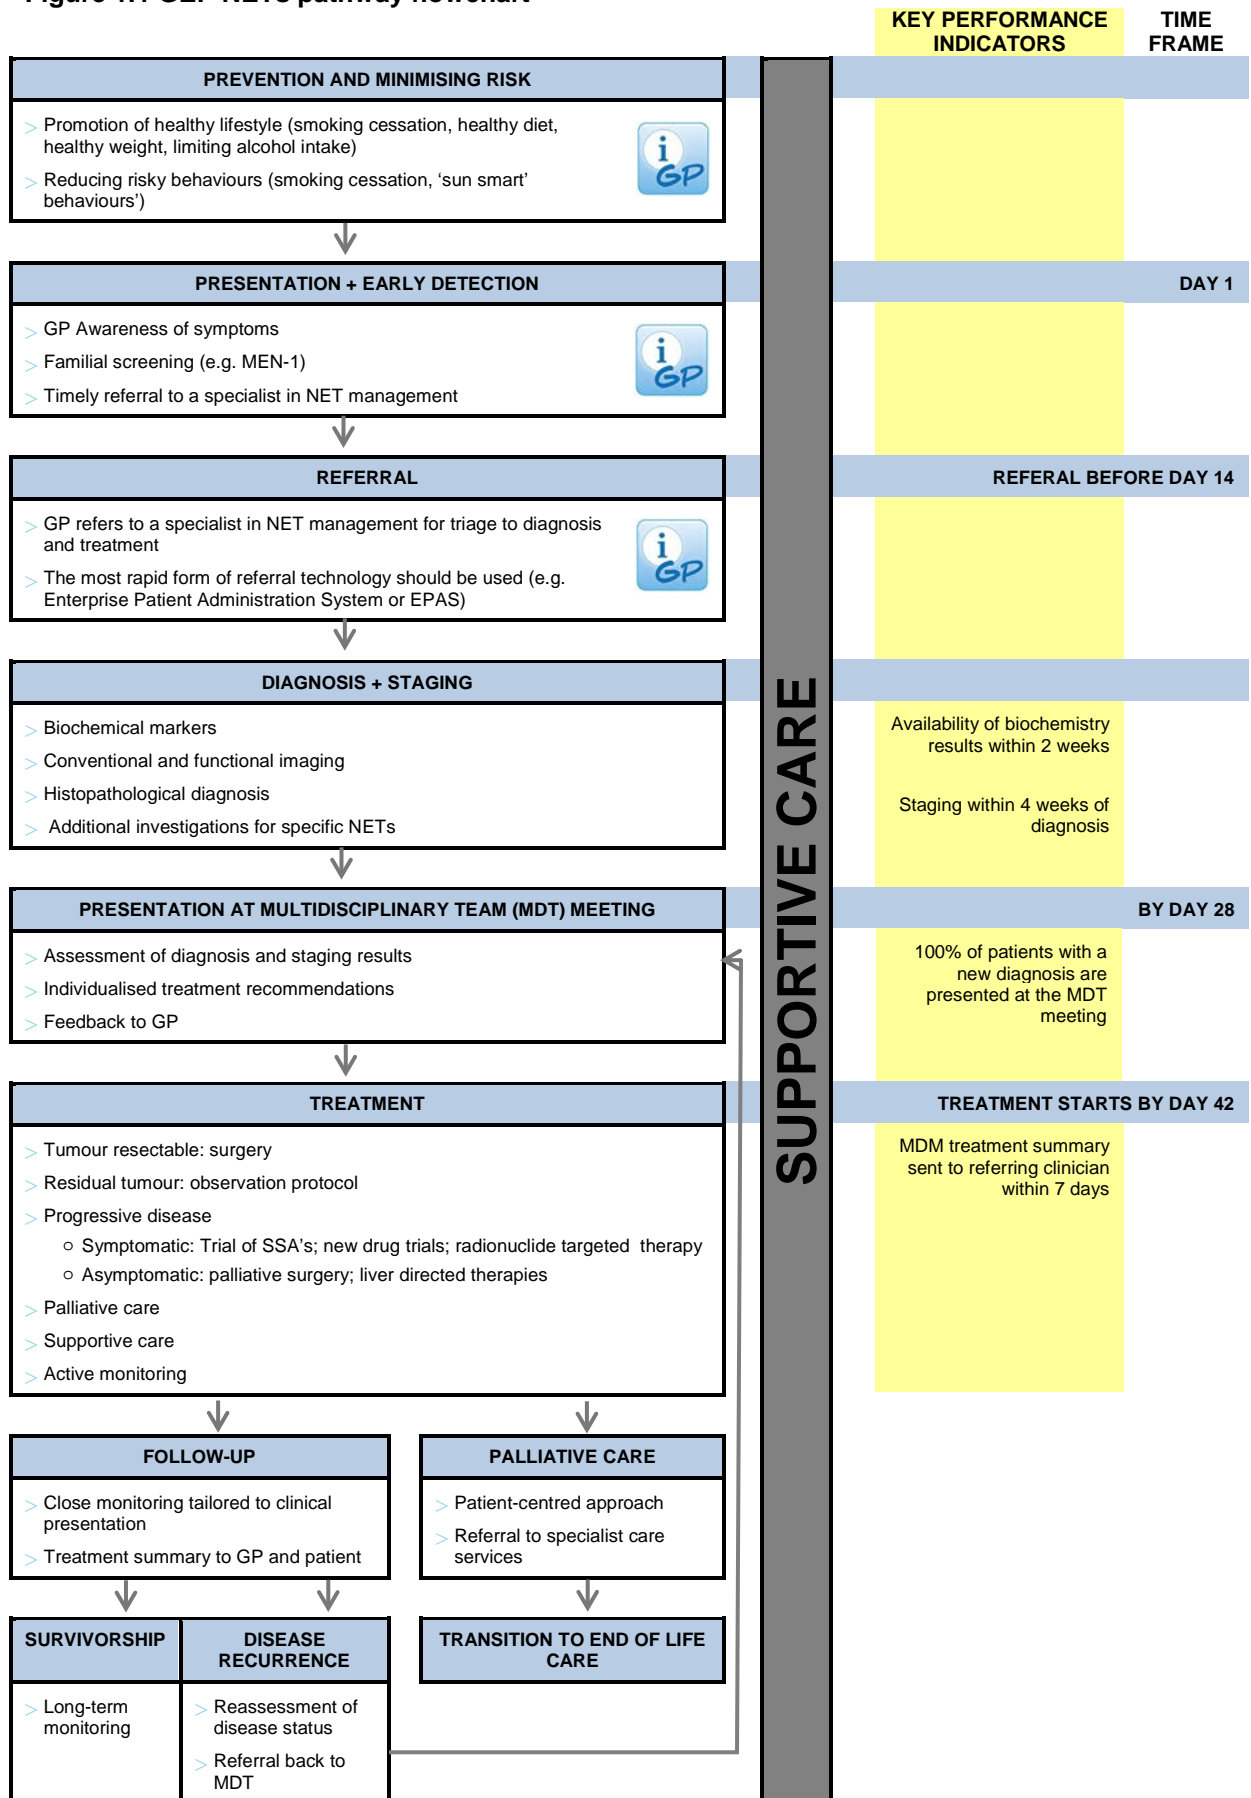 KEY PERFORMANCE
INDICATORS
TIME
FRAME
PREVENTION AND MINIMISING RISK
> Promotion of healthy lifestyle (smoking cessation, healthy diet,
healthy weight, limiting alcohol intake)
> Reducing risky behaviours (smoking cessation, ‘sun smart’
behaviours’)
i
GP
PRESENTATION + EARLY DETECTION
DAY 1
> GP Awareness of symptoms
> Familial screening (e.g. MEN-1)
> Timely referral to a specialist in NET management
i
GP
REFERRAL
REFERAL BEFORE DAY 14
> GP refers to a specialist in NET management for triage to diagnosis
and treatment
> The most rapid form of referral technology should be used (e.g.
Enterprise Patient Administration System or EPAS)
i
GP
DIAGNOSIS + STAGING
> Biochemical markers
> Conventional and functional imaging
> Histopathological diagnosis
> Additional investigations for specific NETs
Availability of biochemistry
results within 2 weeks
Staging within 4 weeks of
diagnosis
SUPPORTIVE CARE
PRESENTATION AT MULTIDISCIPLINARY TEAM (MDT) MEETING
BY DAY 28
> Assessment of diagnosis and staging results
> Individualised treatment recommendations
> Feedback to GP
100% of patients with a
new diagnosis are
presented at the MDT
meeting
TREATMENT
TREATMENT STARTS BY DAY 42
> Tumour resectable: surgery
> Residual tumour: observation protocol
> Progressive disease
o Symptomatic: Trial of SSA’s; new drug trials; radionuclide targeted therapy
o Asymptomatic: palliative surgery; liver directed therapies
> Palliative care
> Supportive care
> Active monitoring
MDM treatment summary
sent to referring clinician
within 7 days
FOLLOW-UP
> Close monitoring tailored to clinical
presentation
> Treatment summary to GP and patient
PALLIATIVE CARE
> Patient-centred approach
> Referral to specialist care
services
SURVIVORSHIP
> Long-term
monitoring
DISEASE
RECURRENCE
> Reassessment of
disease status
> Referral back to
MDT
TRANSITION TO END OF LIFE
CARE